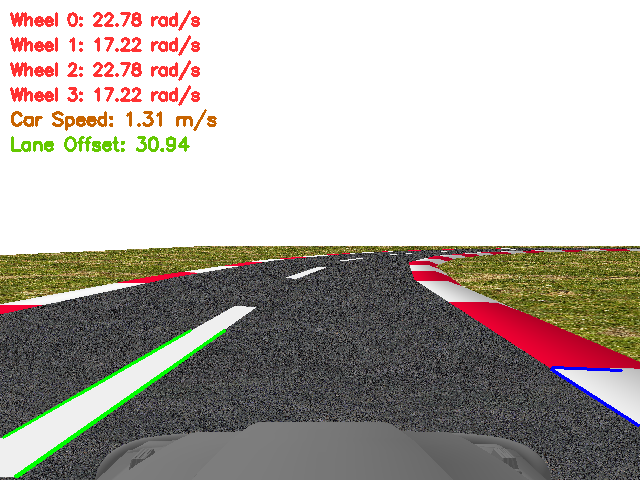 Wheel 0: 22.78 rad/s
Wheel 1: 17.22 rad/s
Wheel 2: 22.78 rad/s
Wheel 3: 17.22 rad/s
Car Speed: 1.31 m/s
Lane Offset: 30.94